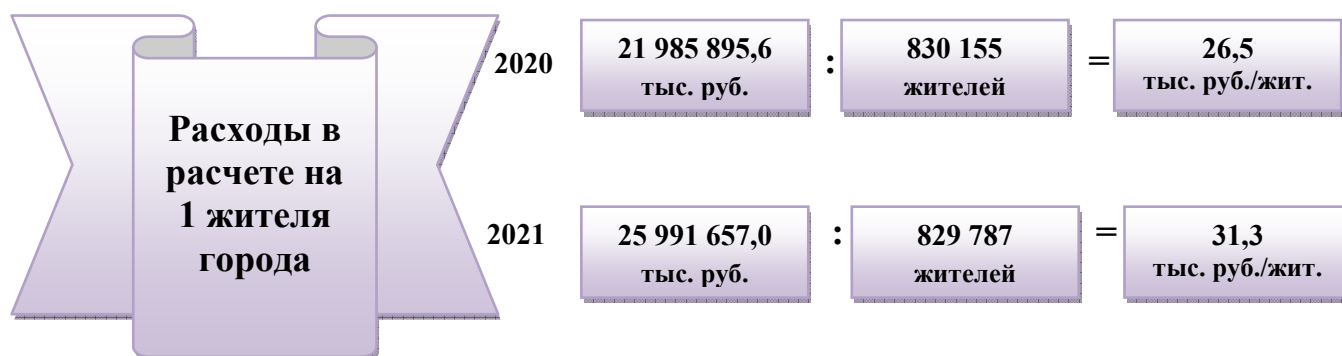 Расходы в
расчете на
1 жителя
города
2020
21 985 895,6
тыс. руб.
:
830 155
жителей
=
26,5
тыс. руб./жит.
2021
25 991 657,0
тыс. руб.
:
829 787
жителей
=
31,3
тыс. руб./жит.